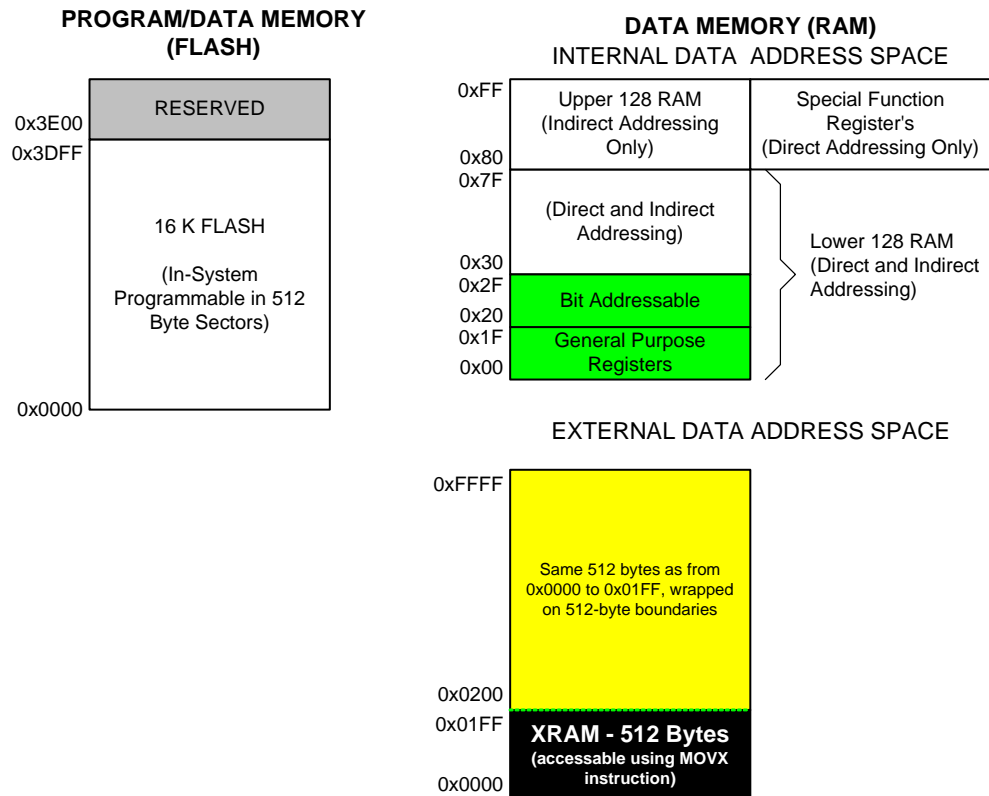 PROGRAM/DATA MEMORY
(FLASH)
RESERVED
0x3E00
0x3DFF
16 K FLASH
(In-System
Programmable in 512
Byte Sectors)
0x0000
DATA MEMORY (RAM)
INTERNAL DATA ADDRESS SPACE
0xFF
Upper 128 RAM
(Indirect Addressing
Only)
0x80
Special Function
Register's
(Direct Addressing Only)
0x7F
(Direct and Indirect
Addressing)
0x30
Lower 128 RAM
(Direct and Indirect
Addressing)
0x2F
Bit Addressable
0x20
0x1F
General Purpose
Registers
0x00
EXTERNAL DATA ADDRESS SPACE
0xFFFF
Same 512 bytes as from
0x0000 to 0x01FF, wrapped
on 512-byte boundaries
0x0200
0x01FF
XRAM - 512 Bytes
(accessable using MOVX
instruction)
0x0000